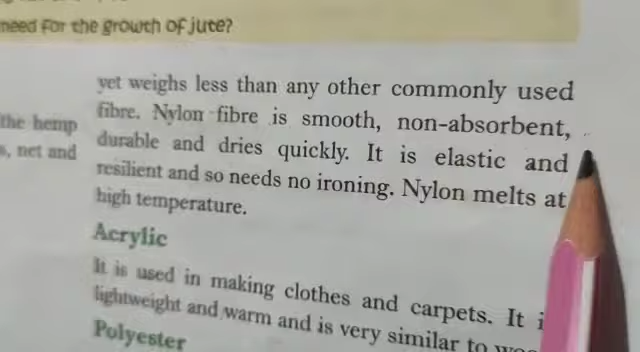 need for the growth of jute?
yet weighs less than any other commonly used
fibre. Nylon fibre is smooth, non-absorbent,
durable and dries quickly. It is elastic and
resilient and so needs no ironing. Nylon melts at
high temperature.
the hemp
net and
Acrylic
It is used in making clothes and carpets. It
lightweight and warm and is very similar to
Polyester